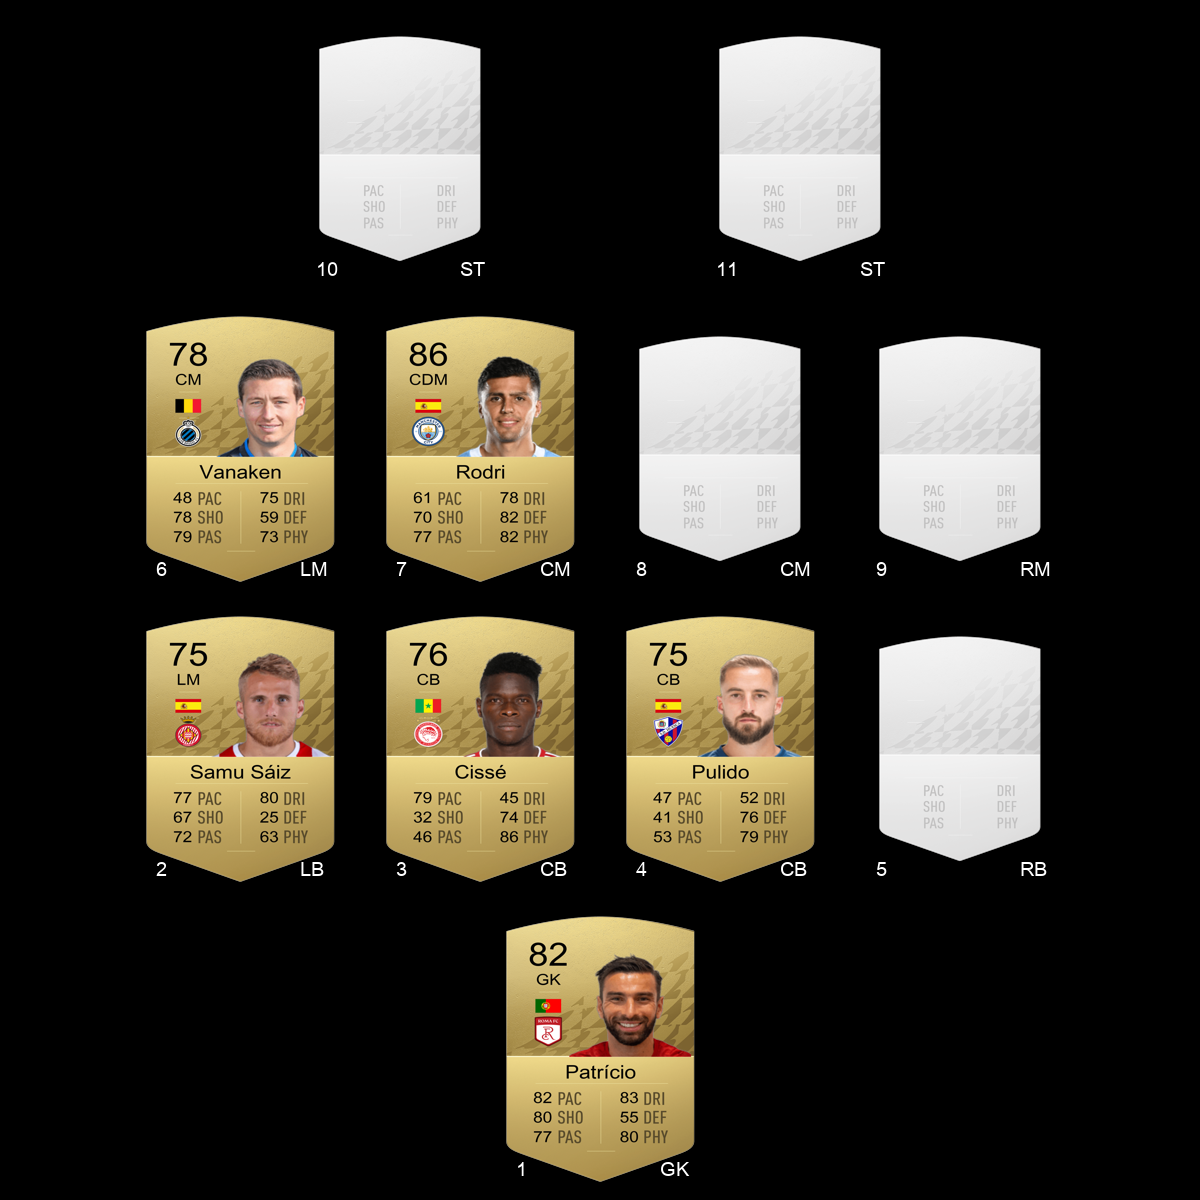 PAC DRI
SHO DEF
PAS PHY
10 ST
PAC DRI
SHO DEF
PAS PHY
11 ST
78
CM
Vanaken
48 PAC 75 DRI
78 SHO 59 DEF
79 PAS 73 PHY
6 LM
86
CDM
Rodri
61 PAC 78 DRI
70 SHO 82 DEF
77 PAS 82 PHY
7 CM
PAC DRI
SHO DEF
PAS PHY
8 CM
PAC DRI
SHO DEF
PAS PHY
9 RM
75
LM
Samu Sáiz
77 PAC 80 DRI
67 SHO 25 DEF
72 PAS 63 PHY
2 LB
76
CB
Cissé
79 PAC 45 DRI
32 SHO 74 DEF
46 PAS 86 PHY
3 CB
75
CB
Pulido
47 PAC 52 DRI
41 SHO 76 DEF
53 PAS 79 PHY
4 CB
PAC DRI
SHO DEF
PAS PHY
5 RB
82
GK
ROMA FC
Patrício
82 PAC 83 DRI
80 SHO 55 DEF
77 PAS 80 PHY
1 GK